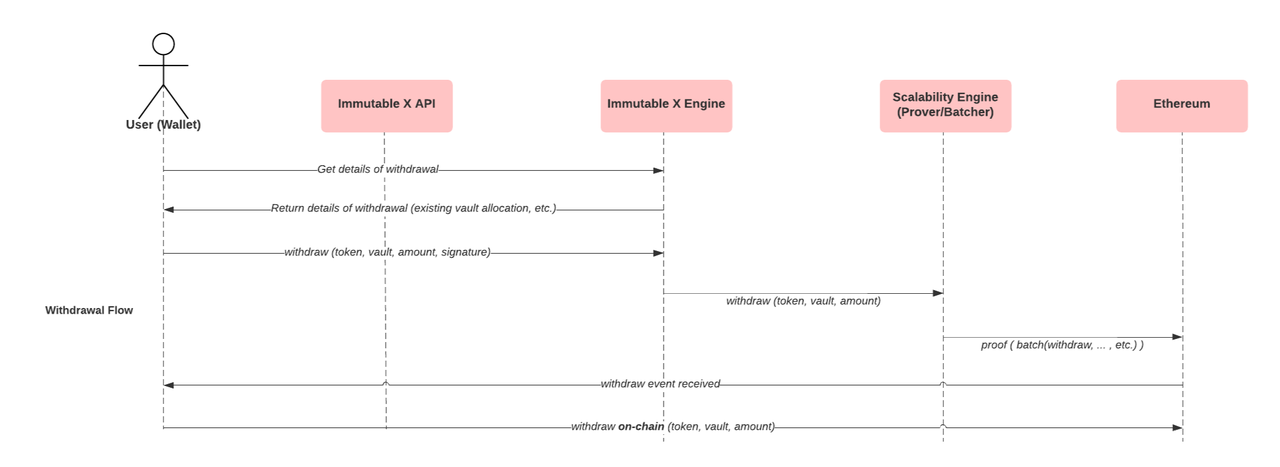 User (Wallet)
Immutable X API
Immutable X Engine
Scalability Engine
(Prover/Batcher)
Ethereum
Get details of withdrawal
Return details of withdrawal (existing vault allocation, etc.)
withdraw (token, vault, amount, signature)
withdraw (token, vault, amount)
Withdrawal Flow
proof ( batch(withdraw, ... , etc.) )
withdraw event received
withdraw on-chain (token, vault, amount)